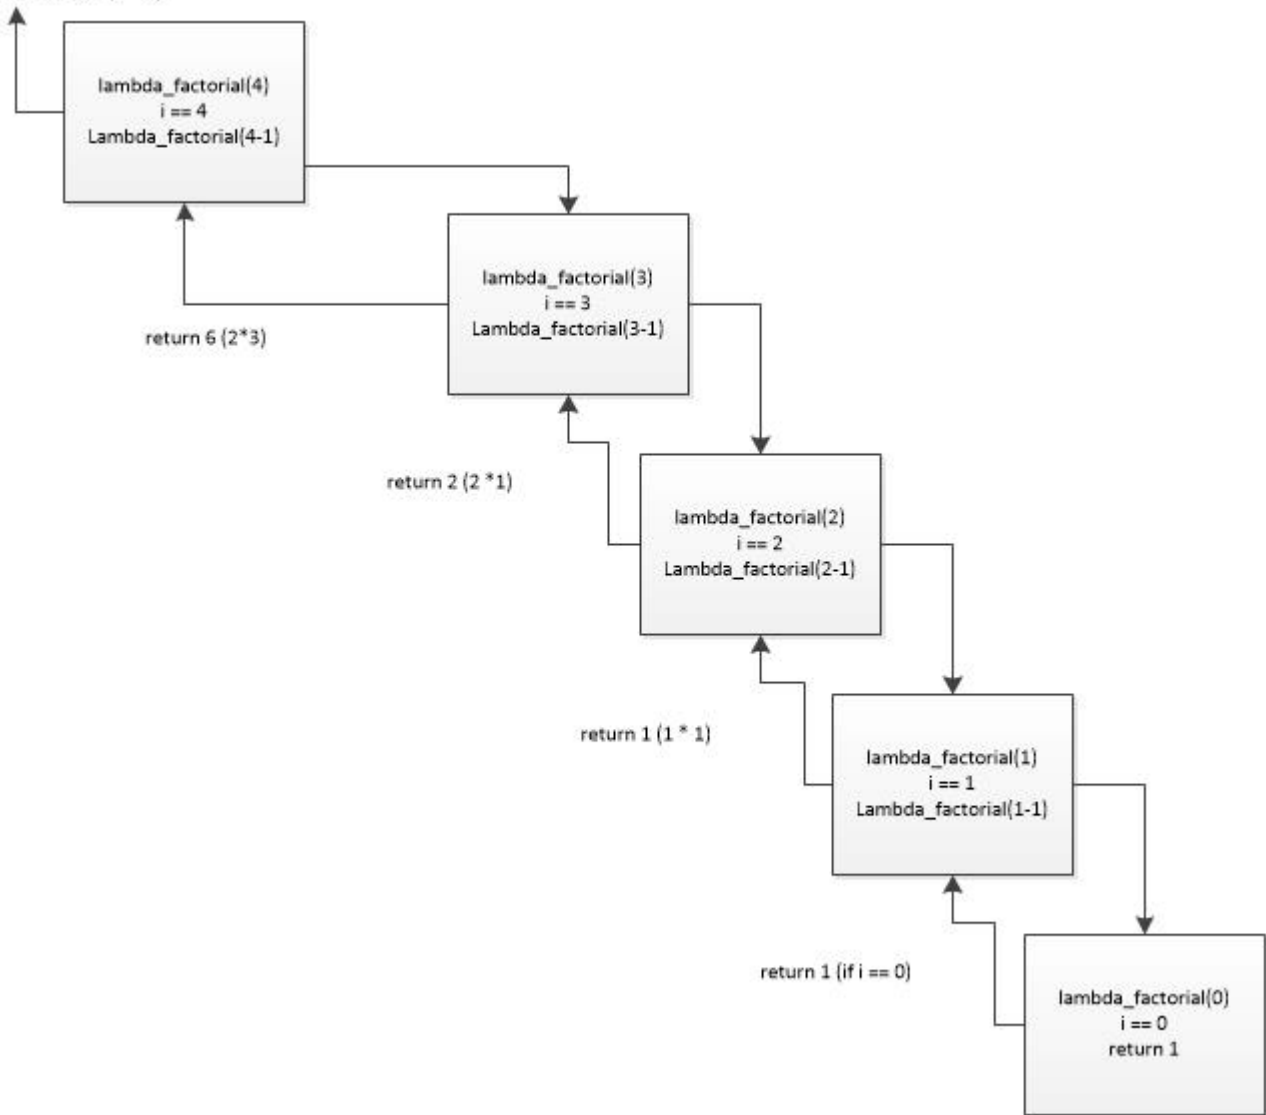 lambda_factorial(4)
i == 4
Lambda_factorial(4-1)
lambda_factorial(3)
i == 3
Lambda_factorial(3-1)
return 6 (2*3)
return 2 (2 *1)
lambda_factorial(2)
i == 2
Lambda_factorial(2-1)
return 1 (1 * 1)
lambda_factorial(1)
i == 1
Lambda_factorial(1-1)
return 1 (if i == 0)
lambda_factorial(0)
i == 0
return 1